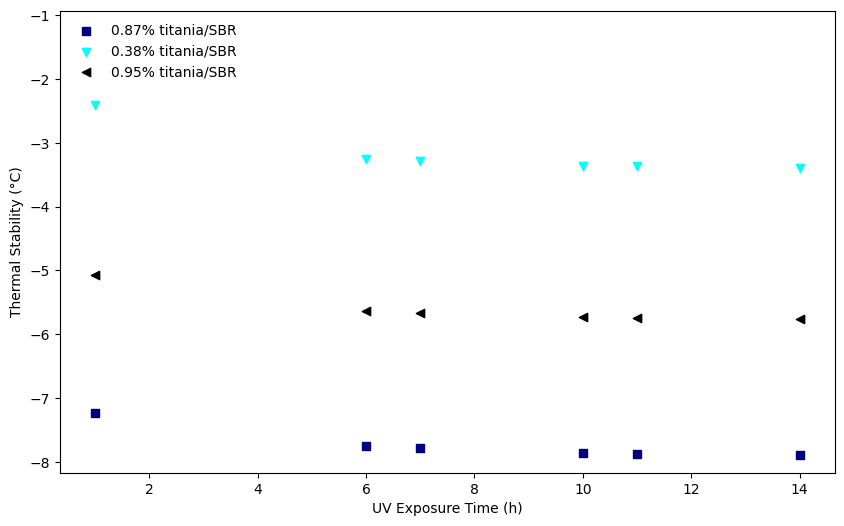 0.87% titania/SBR
0.38% titania/SBR
0.95% titania/SBR
Thermal Stability (°C)
−1
−2
−3
−4
−5
−6
−7
−8
2 4 6 8 10 12 14
UV Exposure Time (h)